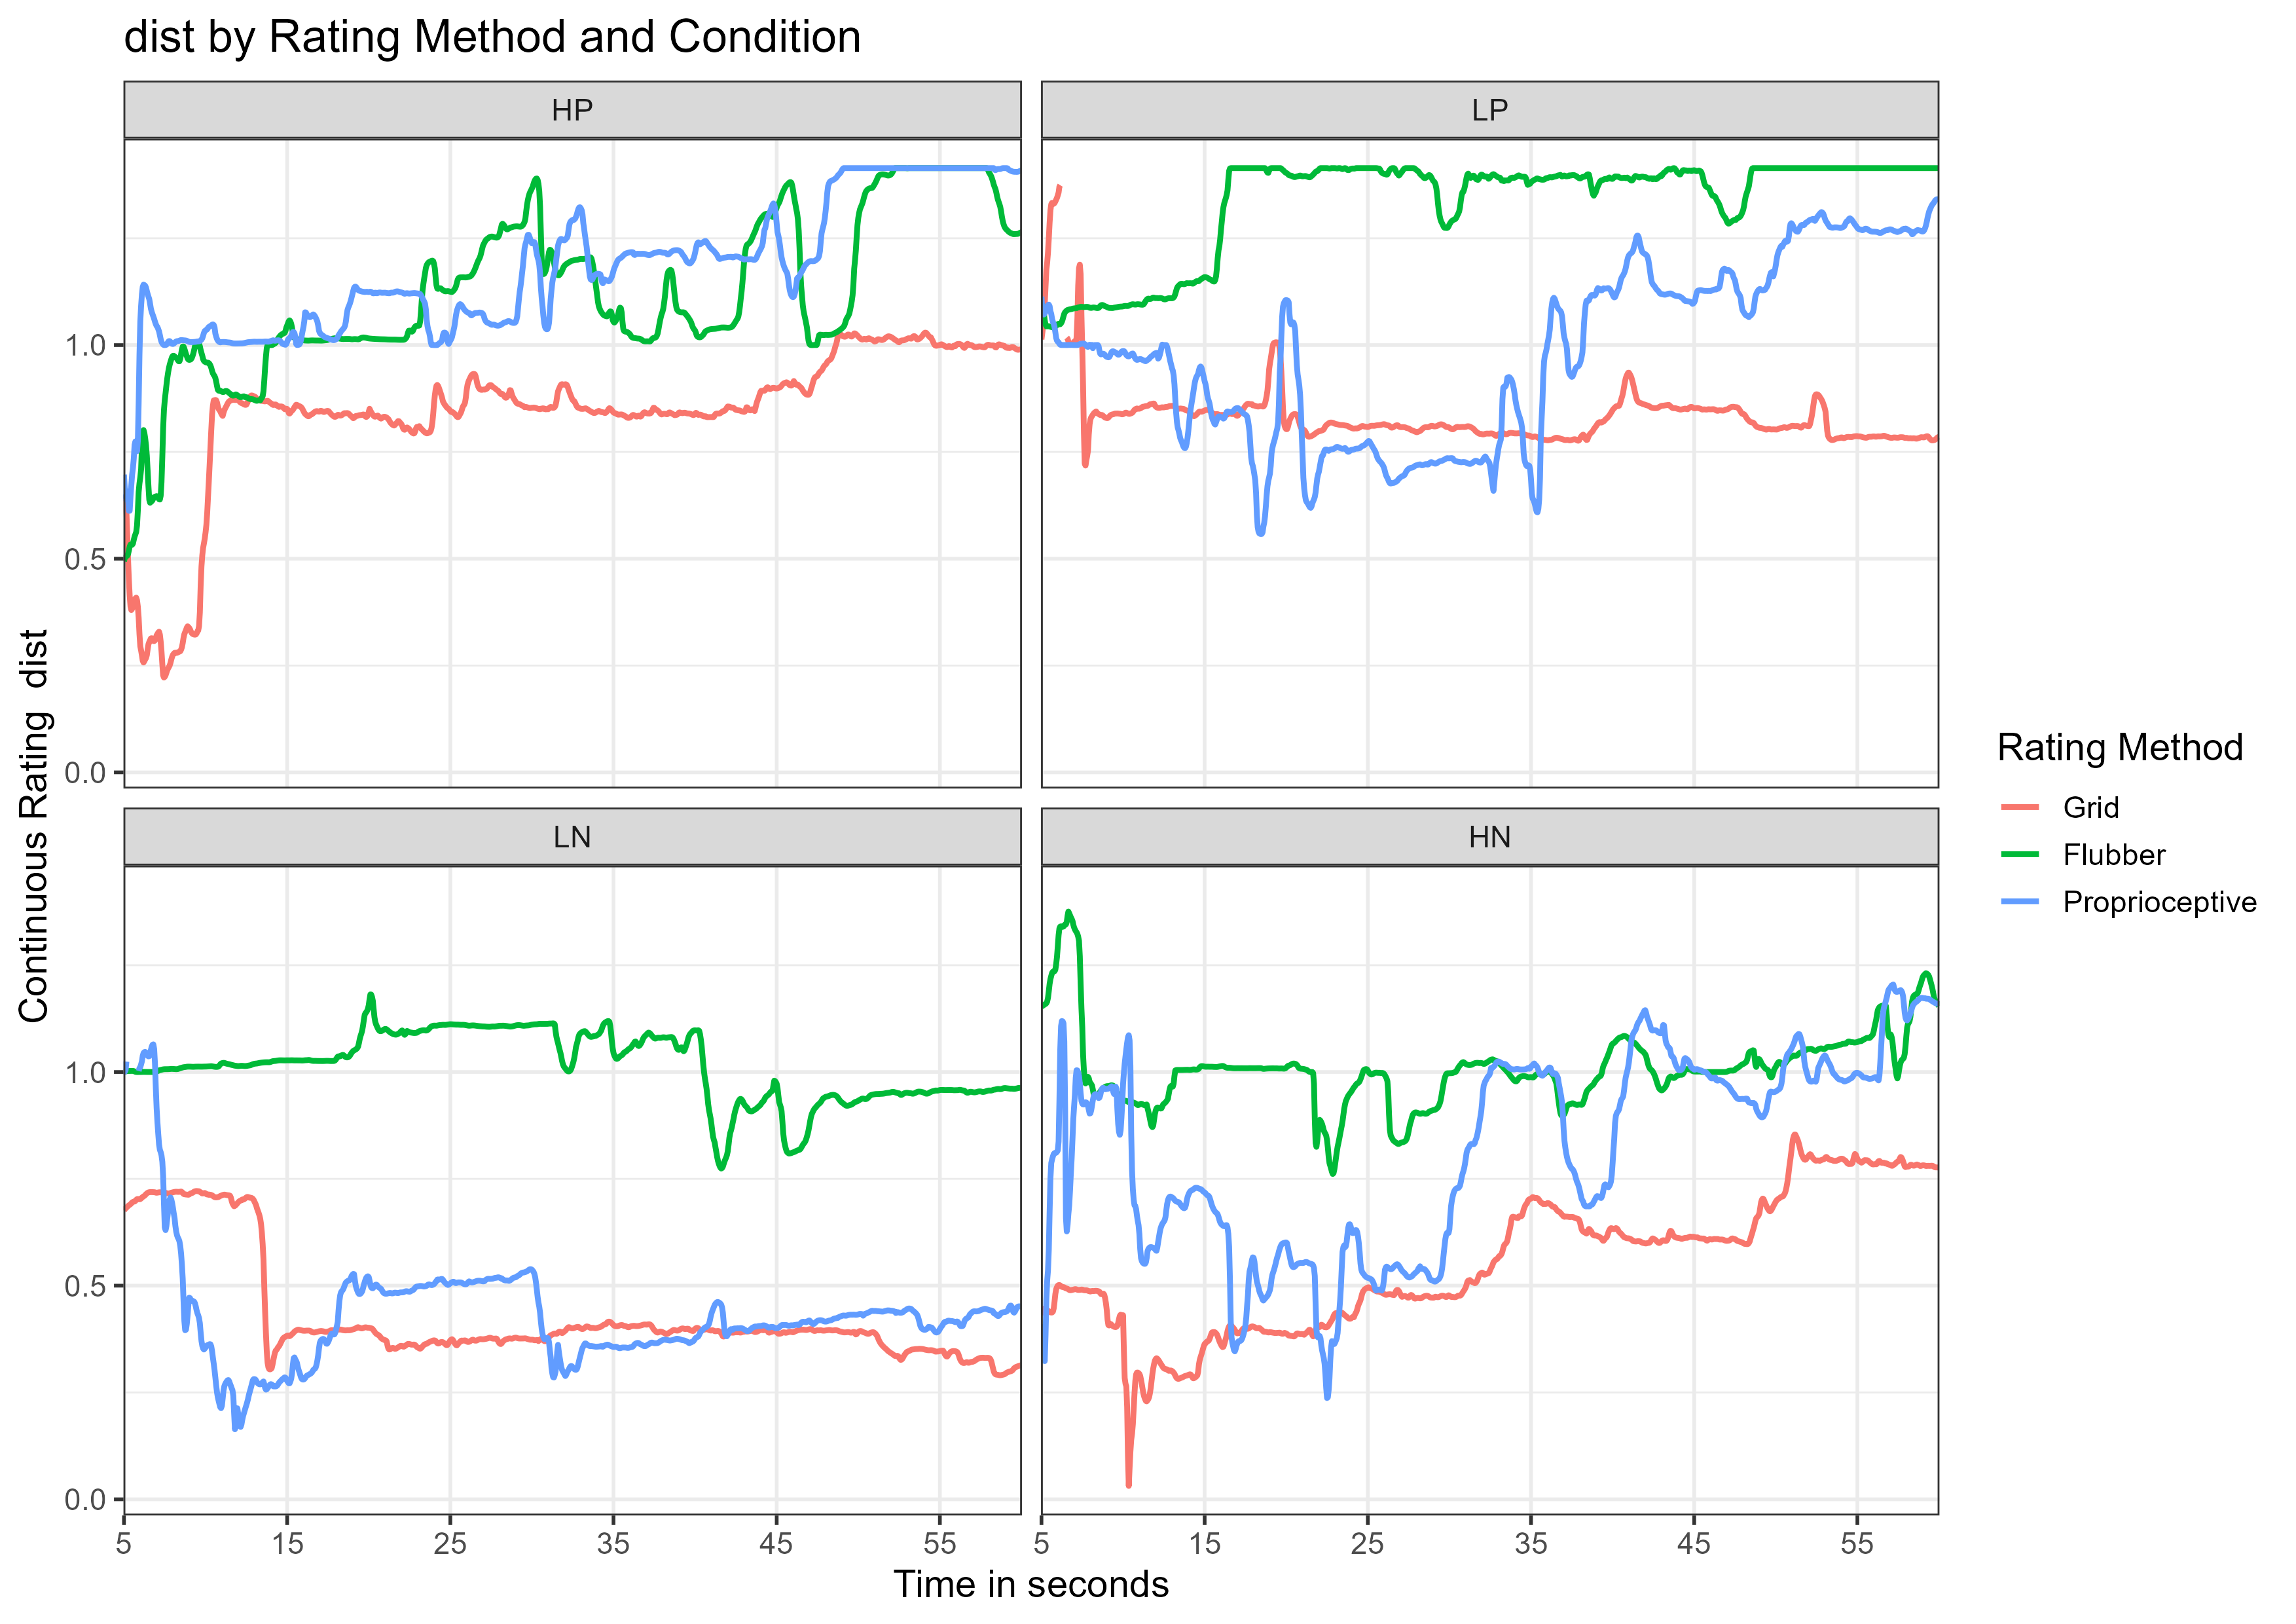 dist by Rating Method and Condition
HP
LP
1.0
0.5
0.0
LN
HN
1.0
0.5
0.0
5 15 25 35 45 55
5 15 25 35 45 55
Time in seconds
Continuous Rating  dist
Rating Method
Grid
Flubber
Proprioceptive